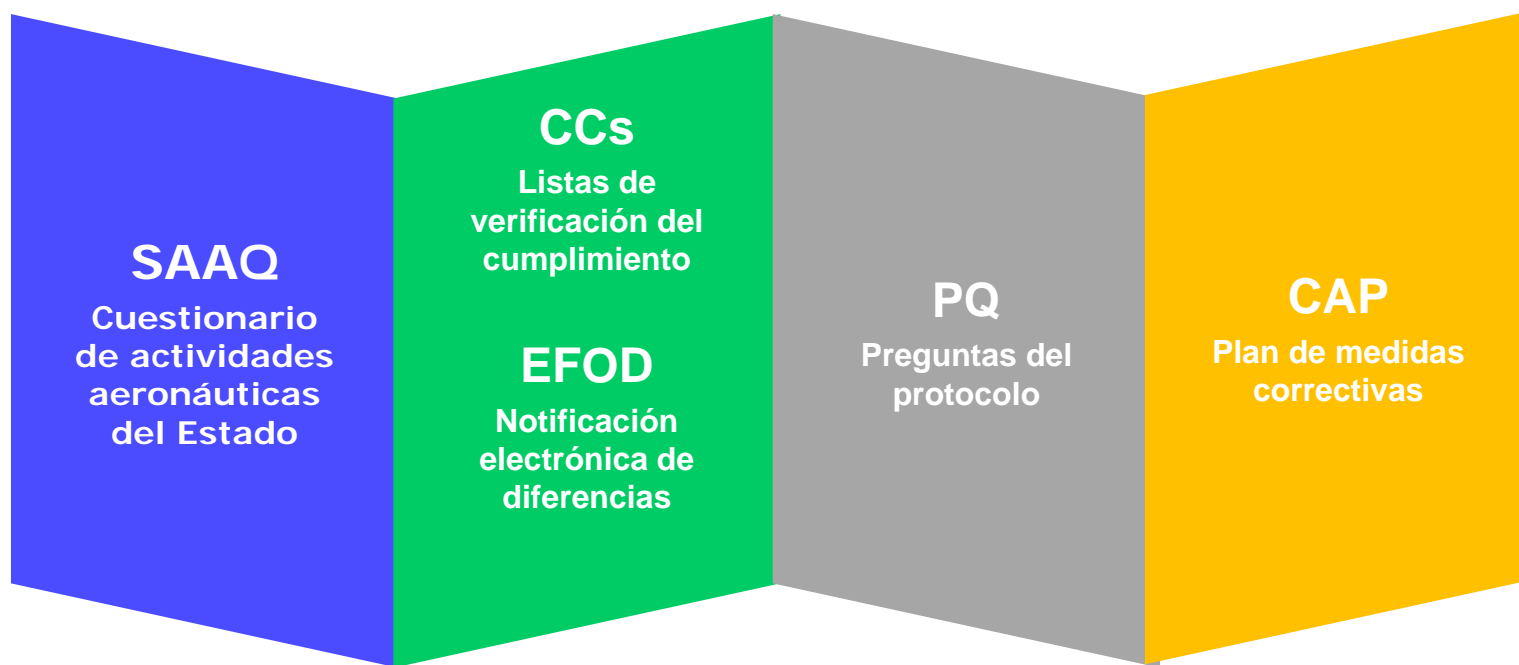 SAAQ
Cuestionario
de actividades
aeronáuticas
del Estado
CCs
Listas de
verificación del
cumplimiento
EFOD
Notificación
electrónica de
diferencias
PQ
Preguntas del
protocolo
CAP
Plan de medidas
correctivas